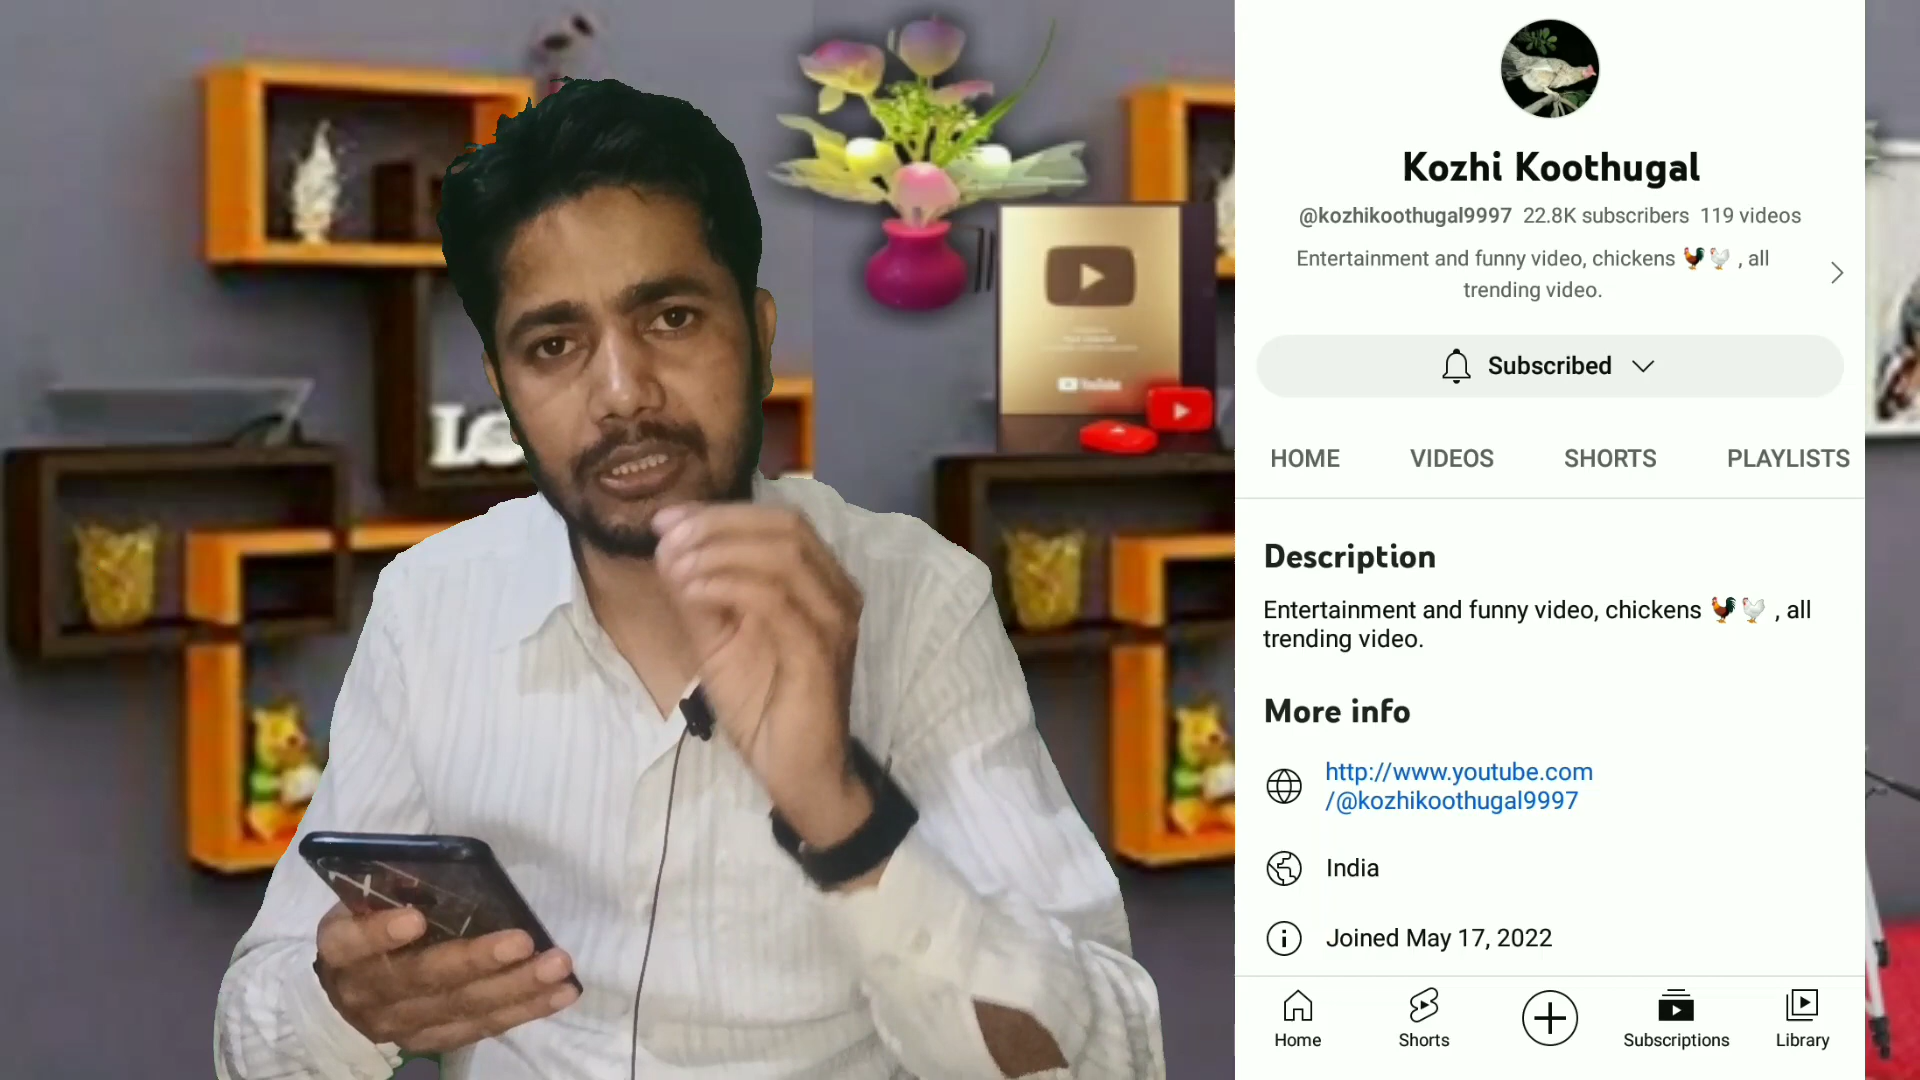 LO
YouTube
Kozhi Koothugal
@kozhikoothugal9997 22.8K subscribers 119 videos
Entertainment and funny video, chickens 🐓🐔 , all
trending video.
Subscribed
HOME VIDEOS SHORTS PLAYLISTS
Description
Entertainment and funny video, chickens 🐓🐔 , all
trending video.
More info
http://www.youtube.com
/@kozhikoothugal9997
India
Joined May 17, 2022
Home Shorts Subscriptions Library